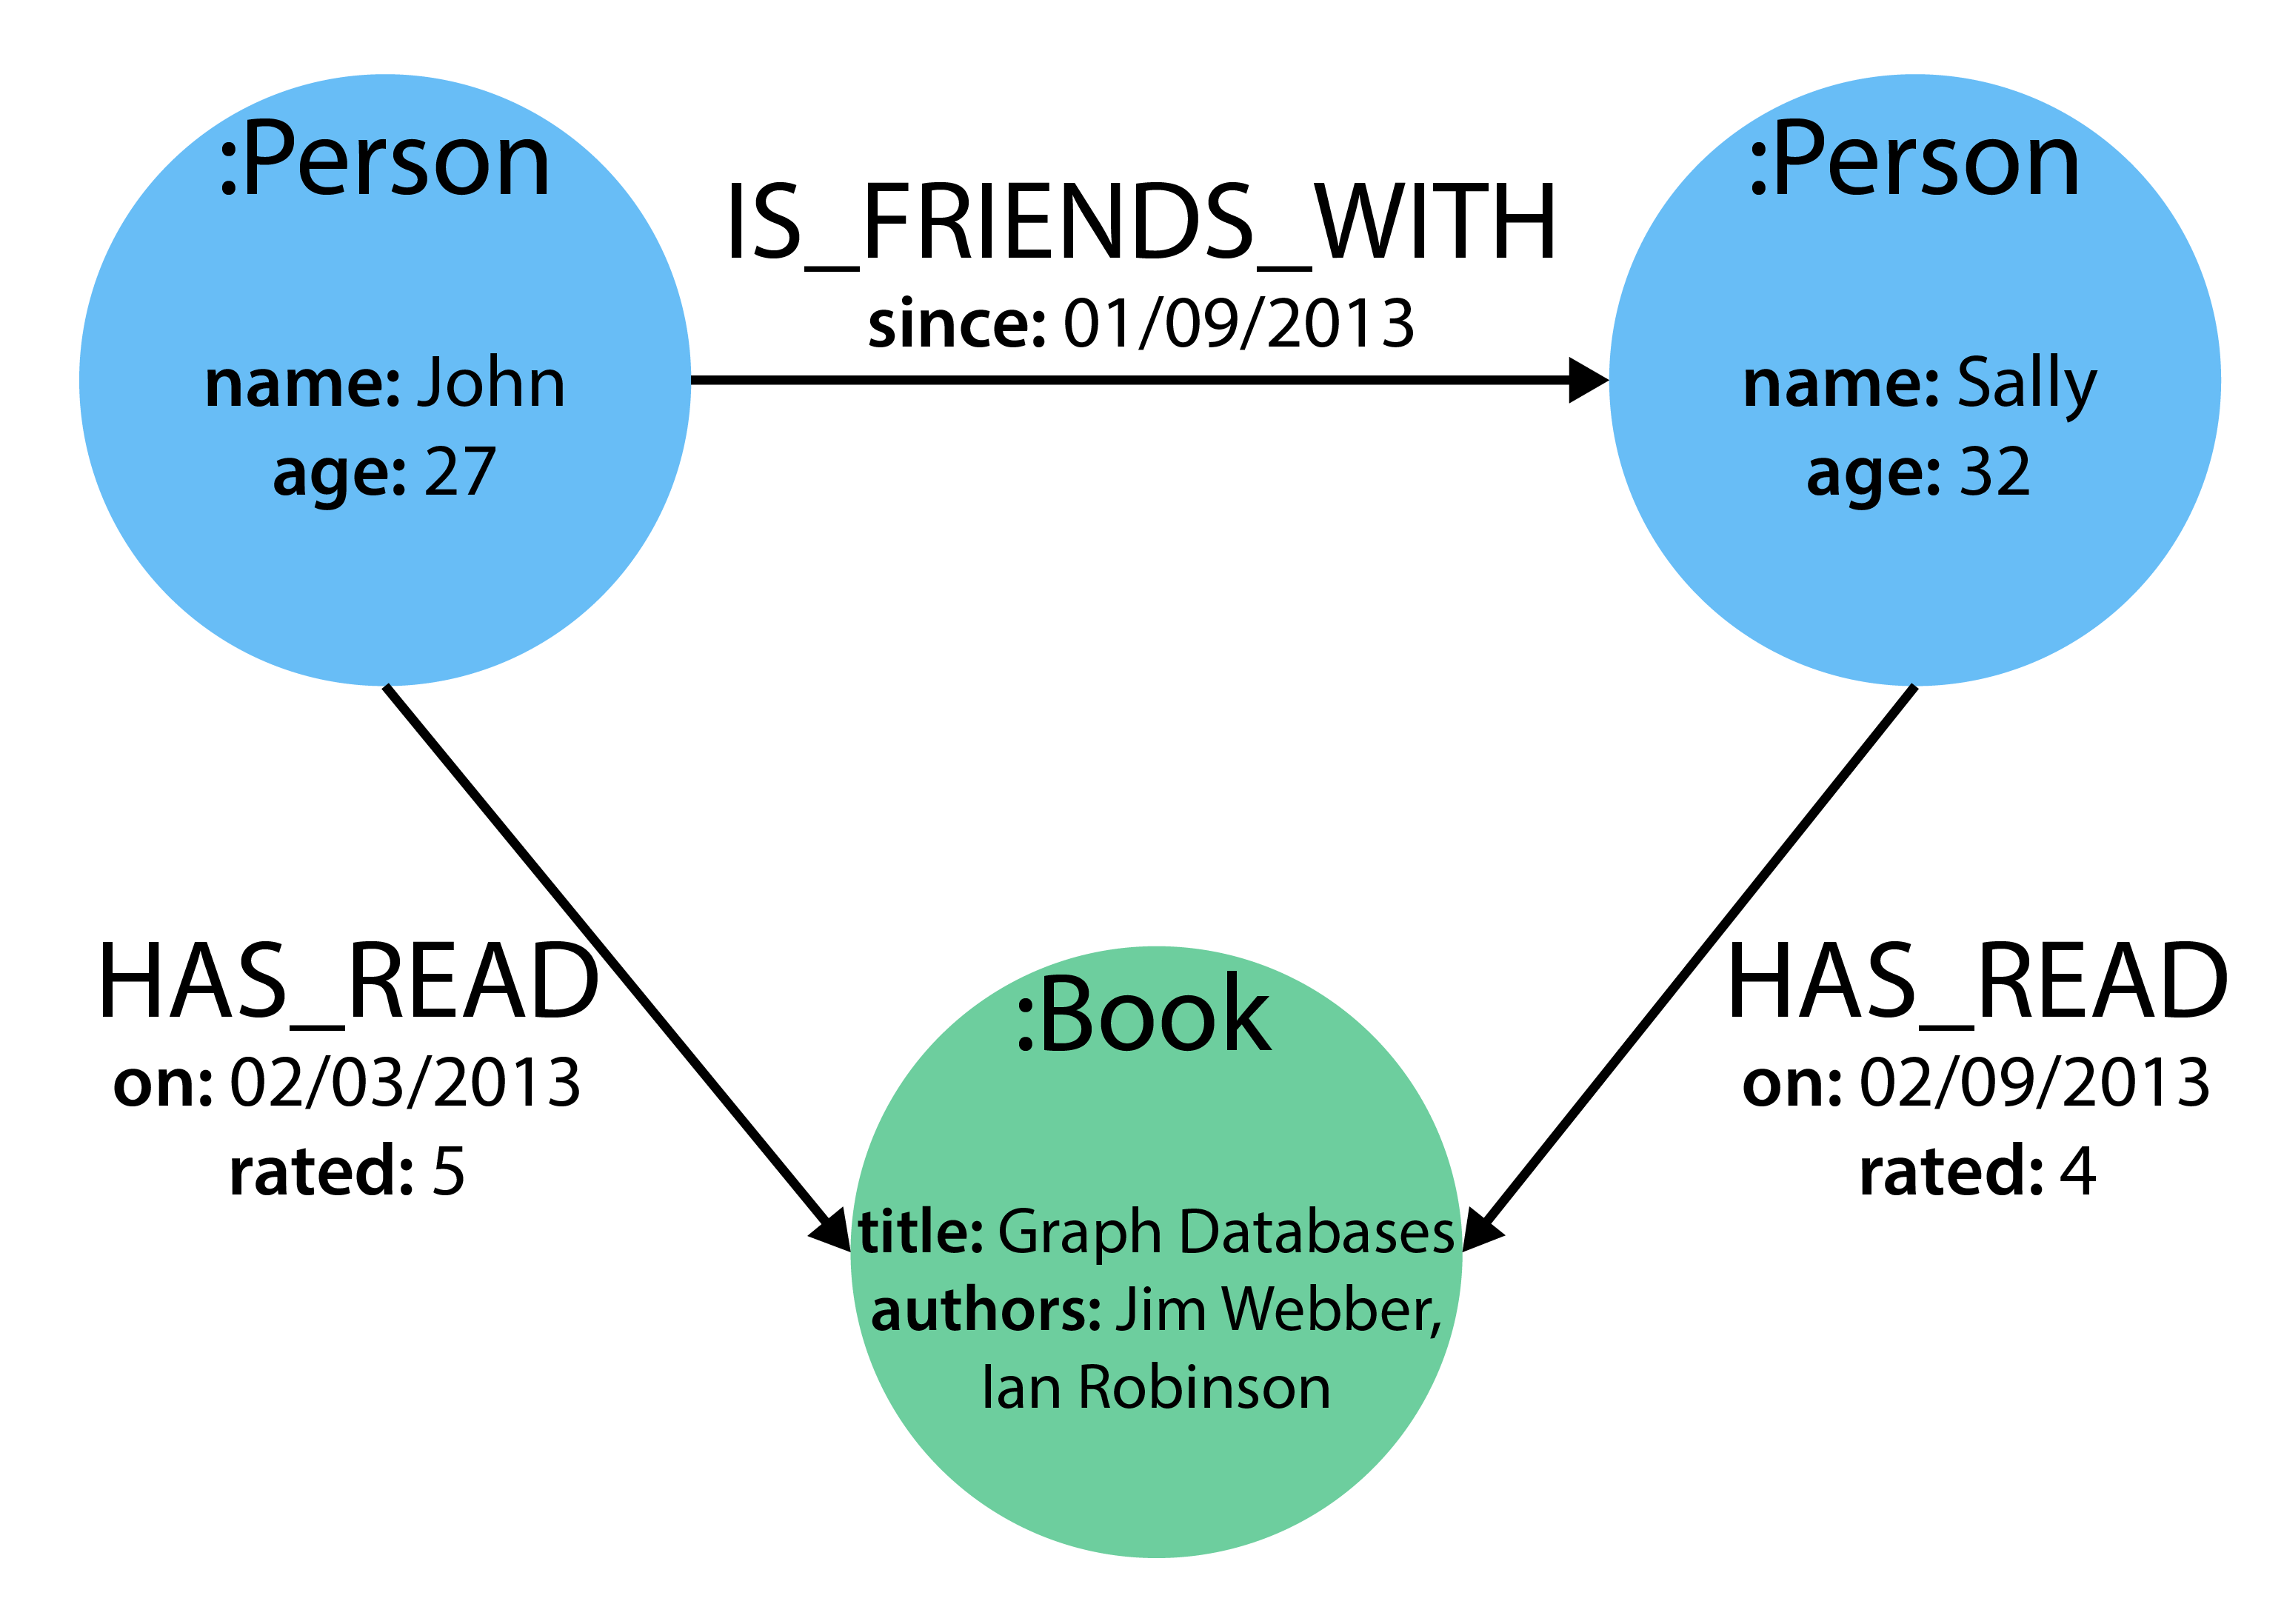 :Person
name: John
age: 27
IS_FRIENDS_WITH
since: 01/09/2013
:Person
name: Sally
age: 32
HAS_READ
on: 02/03/2013
rated: 5
:Book
title: Graph Databases
authors: Jim Webber,
Ian Robinson
HAS_READ
on: 02/09/2013
rated: 4